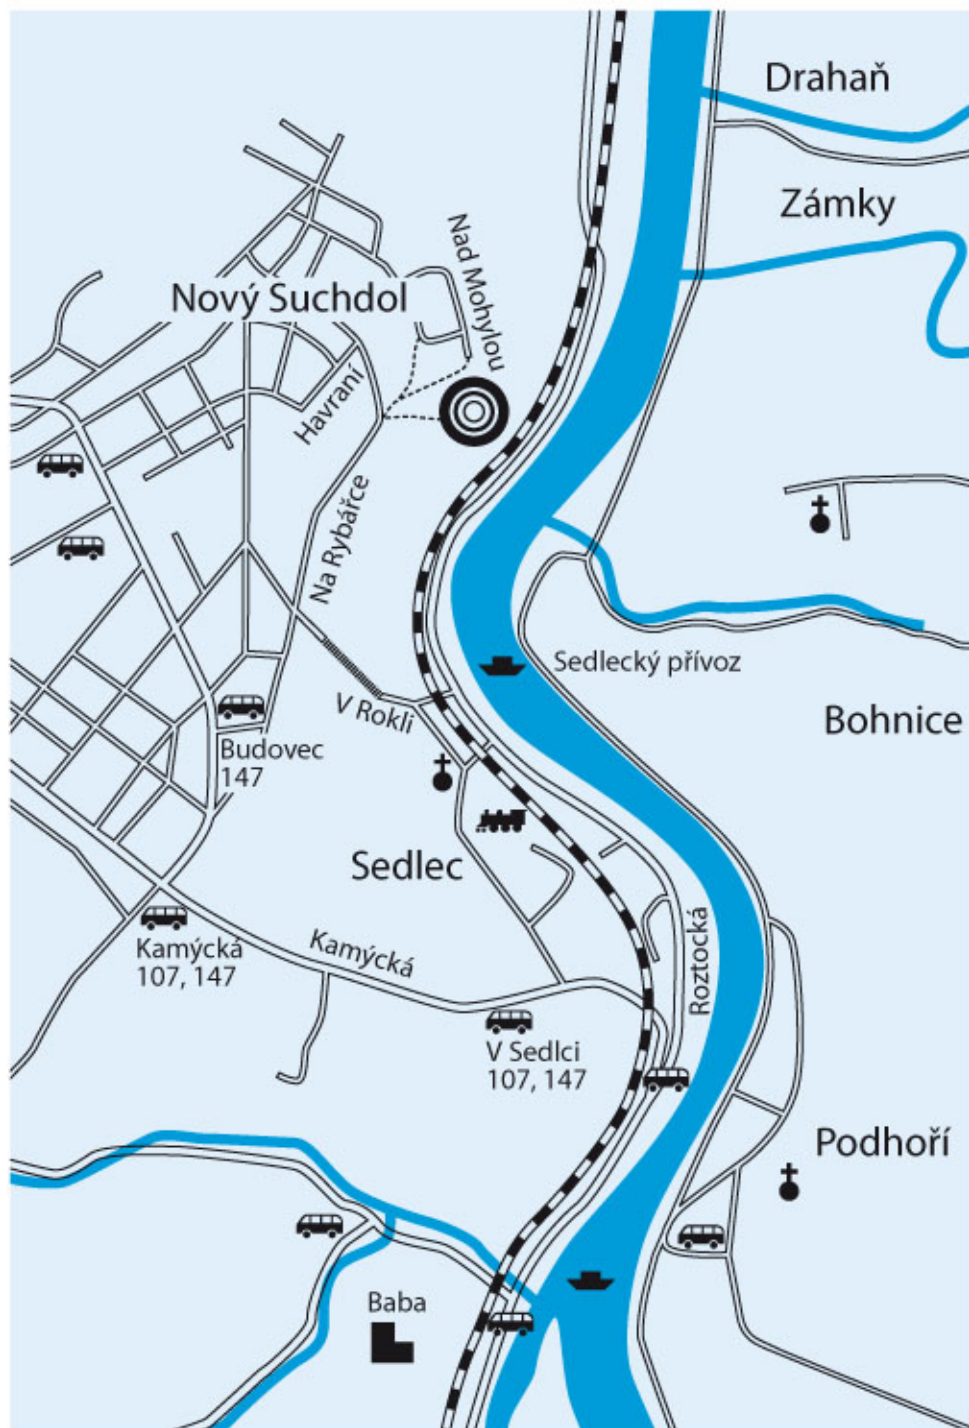 Drahaň
Zámky
Nad Mohylou
Nový Suchdol
Havraní
Na Rybářce
Sedlecký přívoz
V Rokli
Bohnice
Budovec
147
Sedlec
Roztocká
Kamýcká
107, 147
Kamýcká
V Sedlci
107, 147
Podhoří
Baba